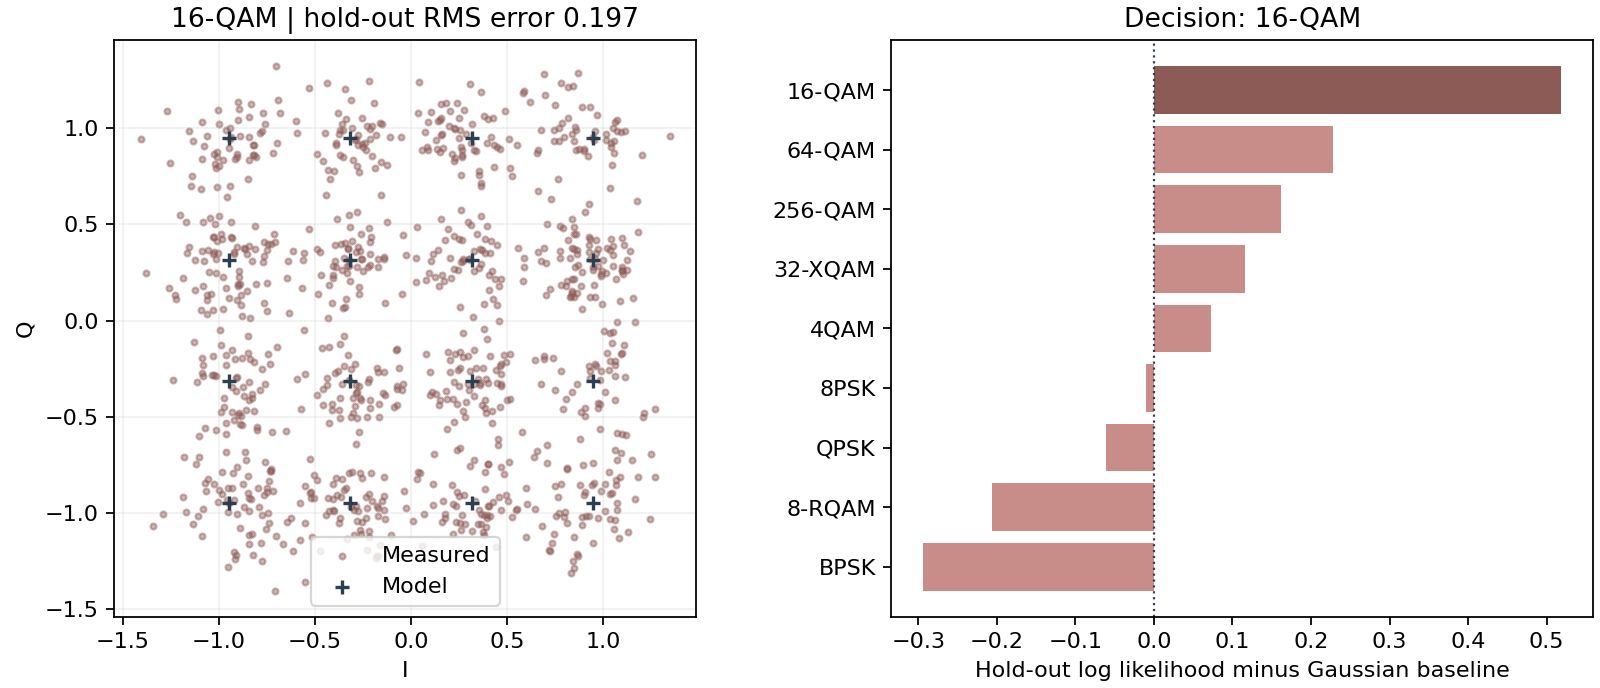 16-QAM | hold-out RMS error 0.197
1.0
0.5
0.0
−0.5
−1.0
−1.5
Q
−1.5 −1.0 −0.5 0.0 0.5 1.0
I
Measured
Model
Decision: 16-QAM
16-QAM
64-QAM
256-QAM
32-XQAM
4QAM
8PSK
QPSK
8-RQAM
BPSK
−0.3 −0.2 −0.1 0.0 0.1 0.2 0.3 0.4 0.5
Hold-out log likelihood minus Gaussian baseline